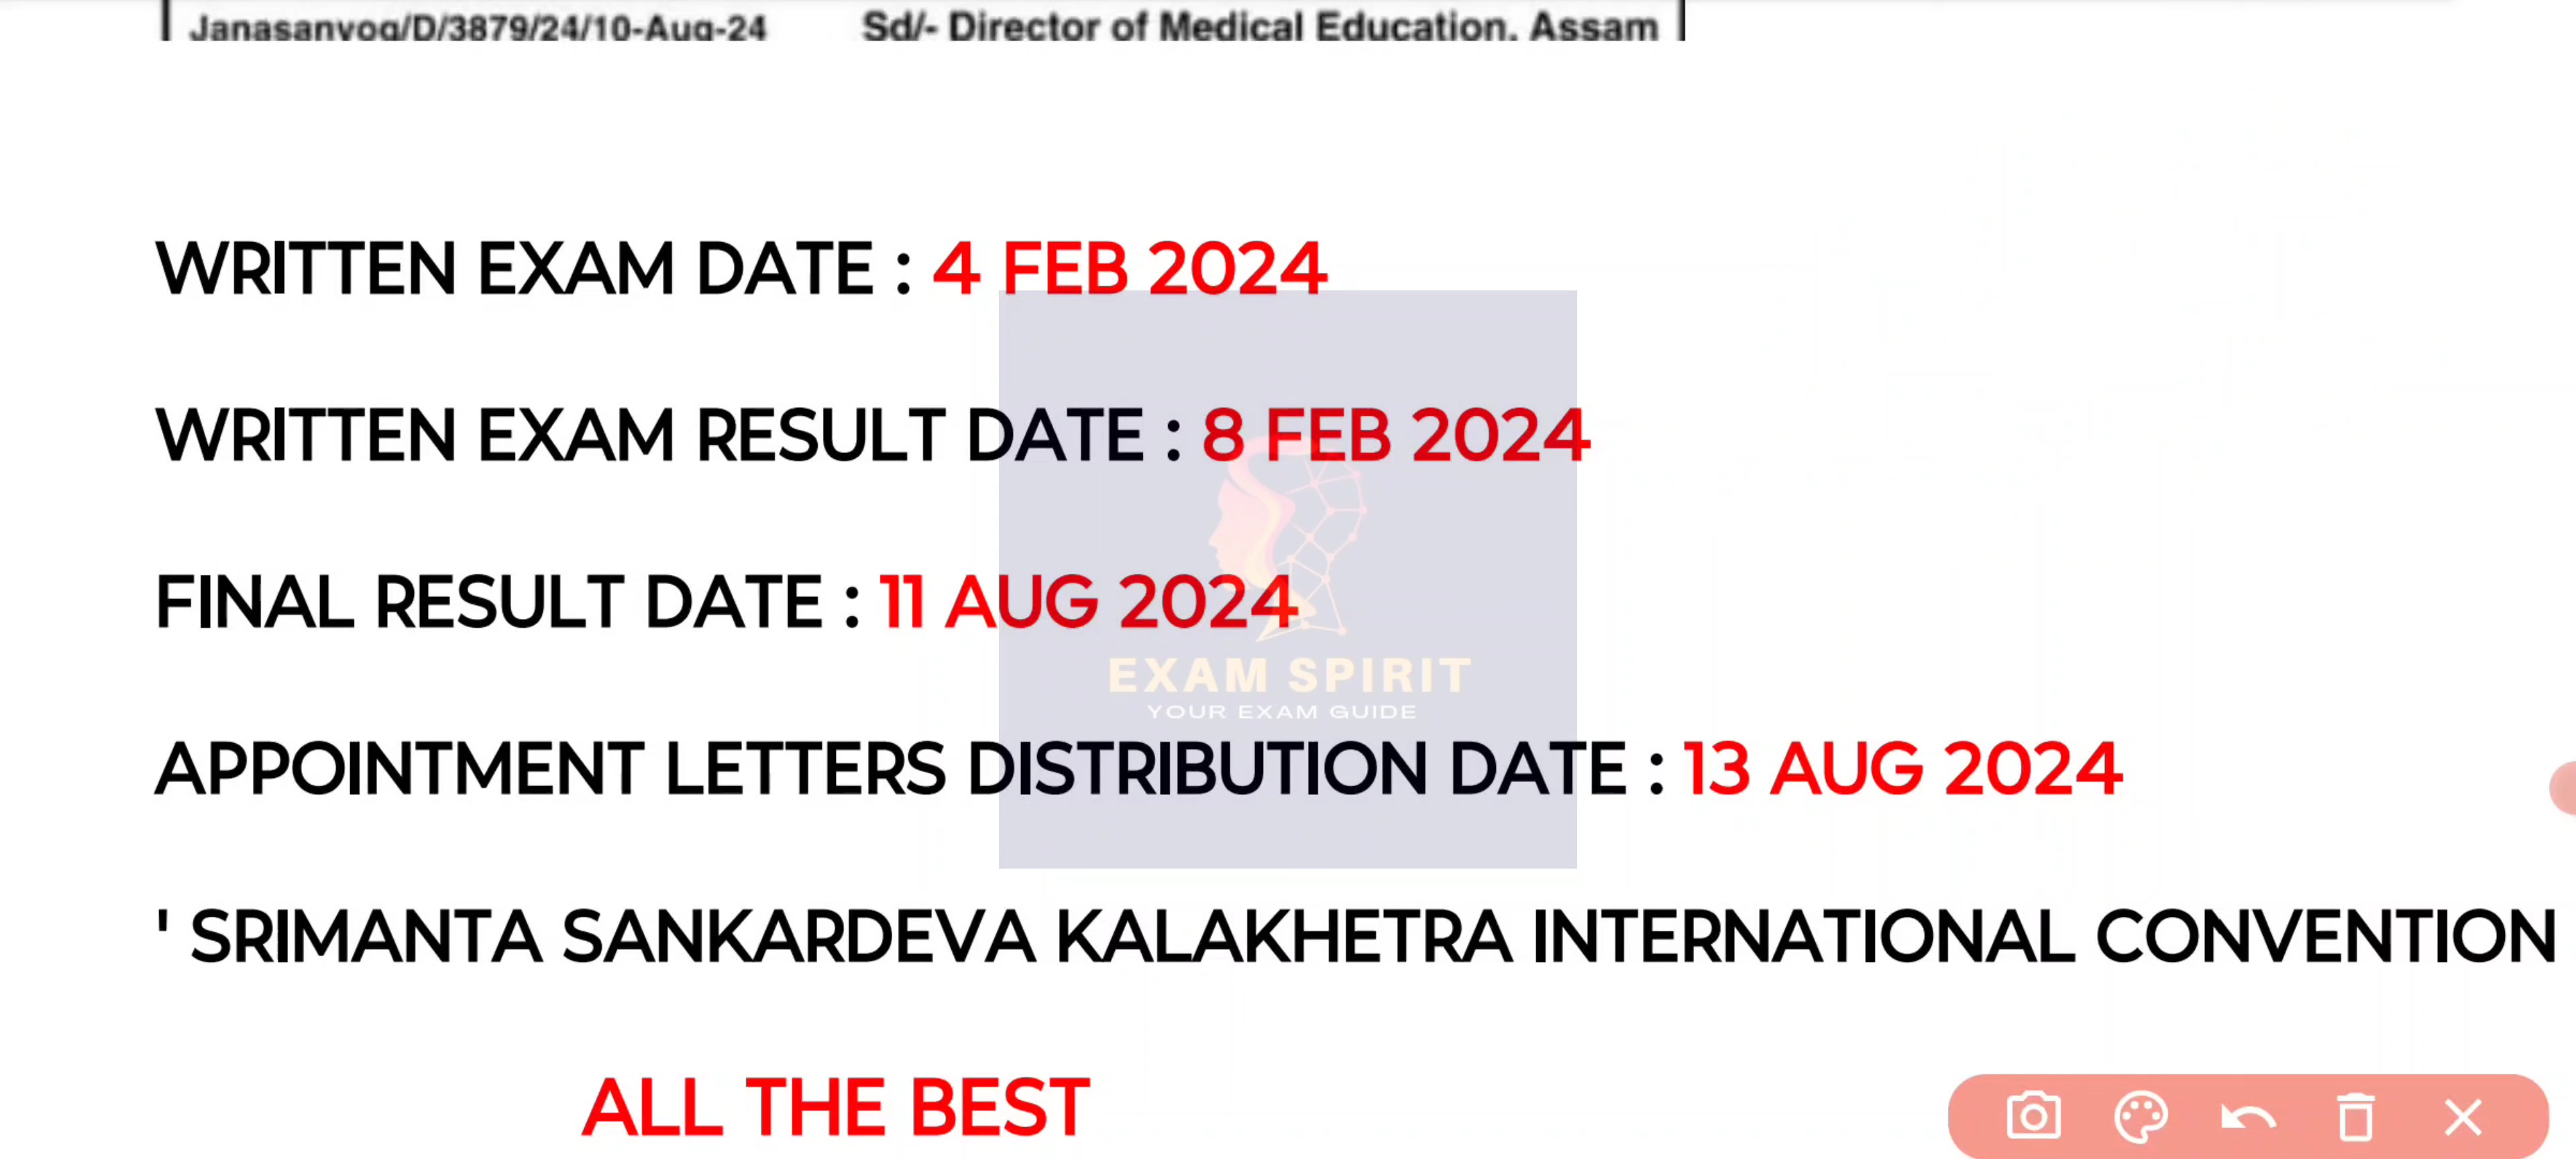 Janasanyog/D/3879/24/10-Aug-24 Sd/- Director of Medical Education, Assam
WRITTEN EXAM DATE : 4 FEB 2024
WRITTEN EXAM RESULT DATE : 8 FEB 2024
FINAL RESULT DATE : 11 AUG 2024
EXAM SPIRIT
YOUR EXAM GUIDE
APPOINTMENT LETTERS DISTRIBUTION DATE : 13 AUG 2024
' SRIMANTA SANKARDEVA KALAKHETRA INTERNATIONAL CONVENTION
ALL THE BEST